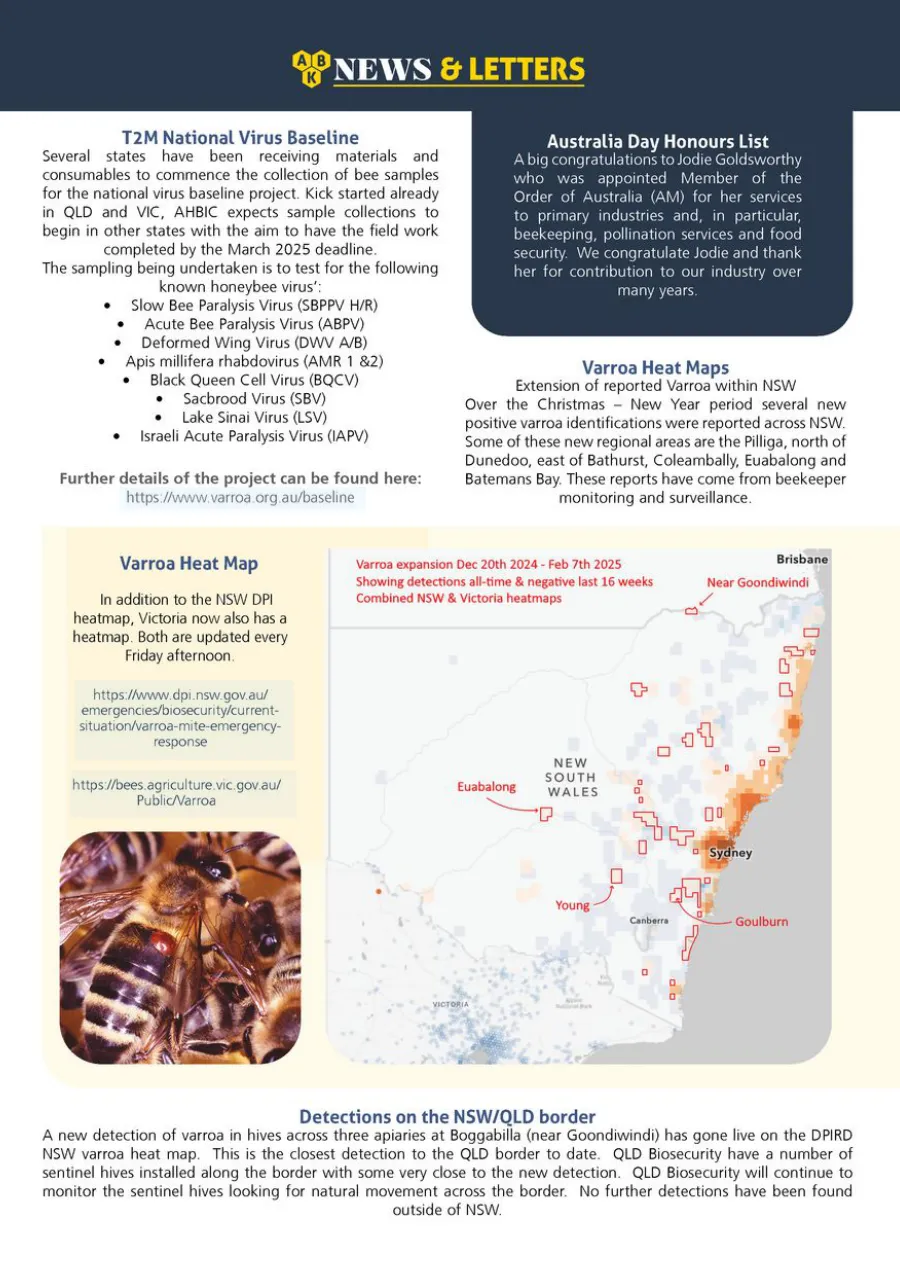 A B K NEWS & LETTERS
T2M National Virus Baseline
Several states have been receiving materials and
consumables to commence the collection of bee samples
for the national virus baseline project. Kick started already
in QLD and VIC, AHBIC expects sample collections to
begin in other states with the aim to have the field work
completed by the March 2025 deadline.
The sampling being undertaken is to test for the following
known honeybee virus’:
• Slow Bee Paralysis Virus (SBPPV H/R)
• Acute Bee Paralysis Virus (ABPV)
• Deformed Wing Virus (DWV A/B)
• Apis millifera rhabdovirus (AMR 1 &2)
• Black Queen Cell Virus (BQCV)
• Sacbrood Virus (SBV)
• Lake Sinai Virus (LSV)
• Israeli Acute Paralysis Virus (IAPV)
Further details of the project can be found here:
https://www.varroa.org.au/baseline
Australia Day Honours List
A big congratulations to Jodie Goldsworthy
who was appointed Member of the
Order of Australia (AM) for her services
to primary industries and, in particular,
beekeeping, pollination services and food
security. We congratulate Jodie and thank
her for contribution to our industry over
many years.
Varroa Heat Maps
Extension of reported Varroa within NSW
Over the Christmas – New Year period several new
positive varroa identifications were reported across NSW.
Some of these new regional areas are the Pilliga, north of
Dunedoo, east of Bathurst, Coleambally, Euabalong and
Batemans Bay. These reports have come from beekeeper
monitoring and surveillance.
Varroa Heat Map
In addition to the NSW DPI
heatmap, Victoria now also has a
heatmap. Both are updated every
Friday afternoon.
https://www.dpi.nsw.gov.au/
emergencies/biosecurity/current-
situation/varroa-mite-emergency-
response
https://bees.agriculture.vic.gov.au/
Public/Varroa
Varroa expansion Dec 20th 2024 - Feb 7th 2025
Showing detections all-time & negative last 16 weeks
Combined NSW & Victoria heatmaps
Brisbane
Near Goondiwindi
NEW
SOUTH
WALES
Euabalong
Sydney
Young
Canberra
Goulburn
VICTORIA
Detections on the NSW/QLD border
A new detection of varroa in hives across three apiaries at Boggabilla (near Goondiwindi) has gone live on the DPIRD
NSW varroa heat map. This is the closest detection to the QLD border to date. QLD Biosecurity have a number of
sentinel hives installed along the border with some very close to the new detection. QLD Biosecurity will continue to
monitor the sentinel hives looking for natural movement across the border. No further detections have been found
outside of NSW.